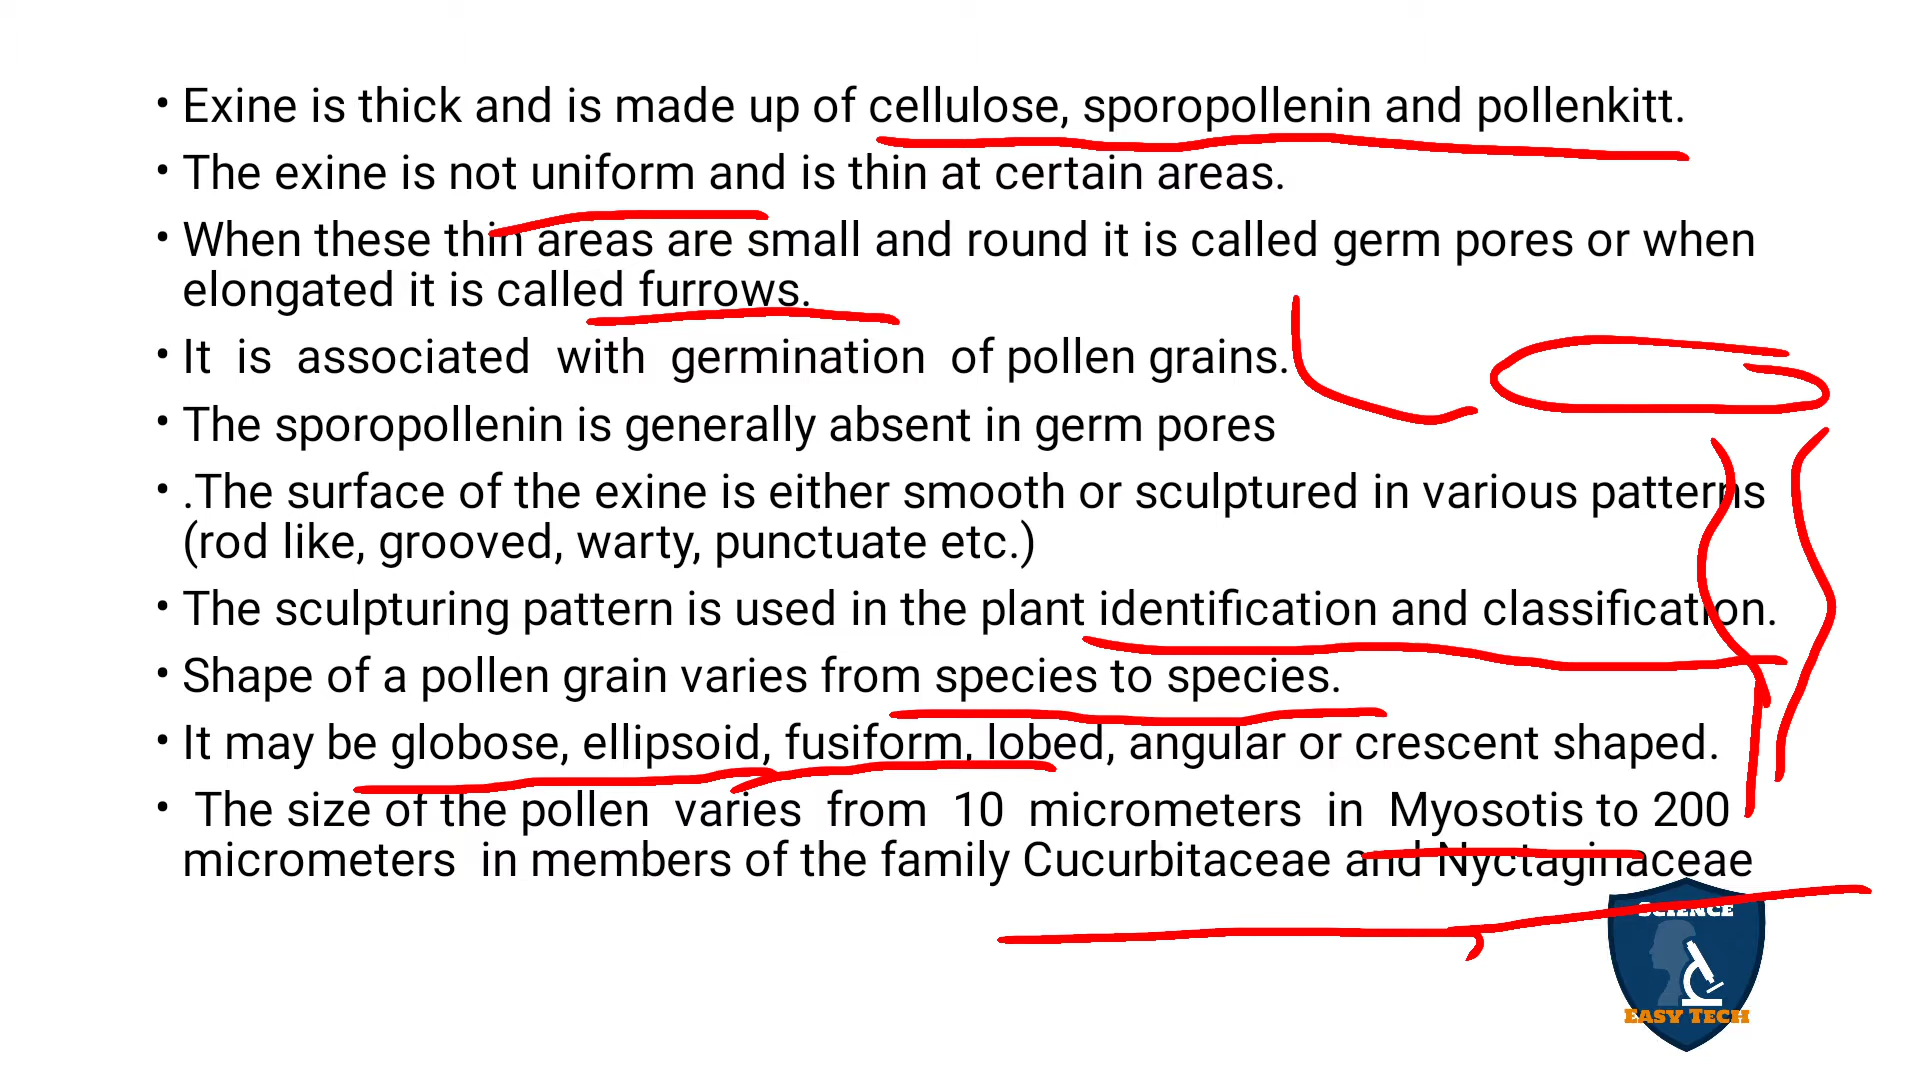 • Exine is thick and is made up of cellulose, sporopollenin and pollenkitt.
• The exine is not uniform and is thin at certain areas.
• When these thin areas are small and round it is called germ pores or when
elongated it is called furrows.
• It is associated with germination of pollen grains.
• The sporopollenin is generally absent in germ pores
• .The surface of the exine is either smooth or sculptured in various patterns
(rod like, grooved, warty, punctuate etc.)
• The sculpturing pattern is used in the plant identification and classification.
• Shape of a pollen grain varies from species to species.
• It may be globose, ellipsoid, fusiform, lobed, angular or crescent shaped.
• The size of the pollen varies from 10 micrometers in Myosotis to 200
micrometers in members of the family Cucurbitaceae and Nyctaginaceae
SCIENCE
EASY TECH